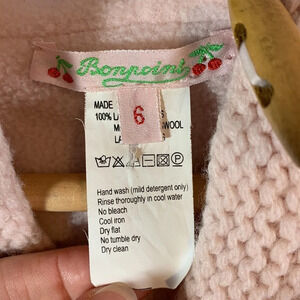 Bonpoint
6
MADE
100% L
WOOL
Hand wash (mild detergent only)
Rinse thoroughly in cool water
No bleach
Cool iron
Dry flat
No tumble dry
Dry clean